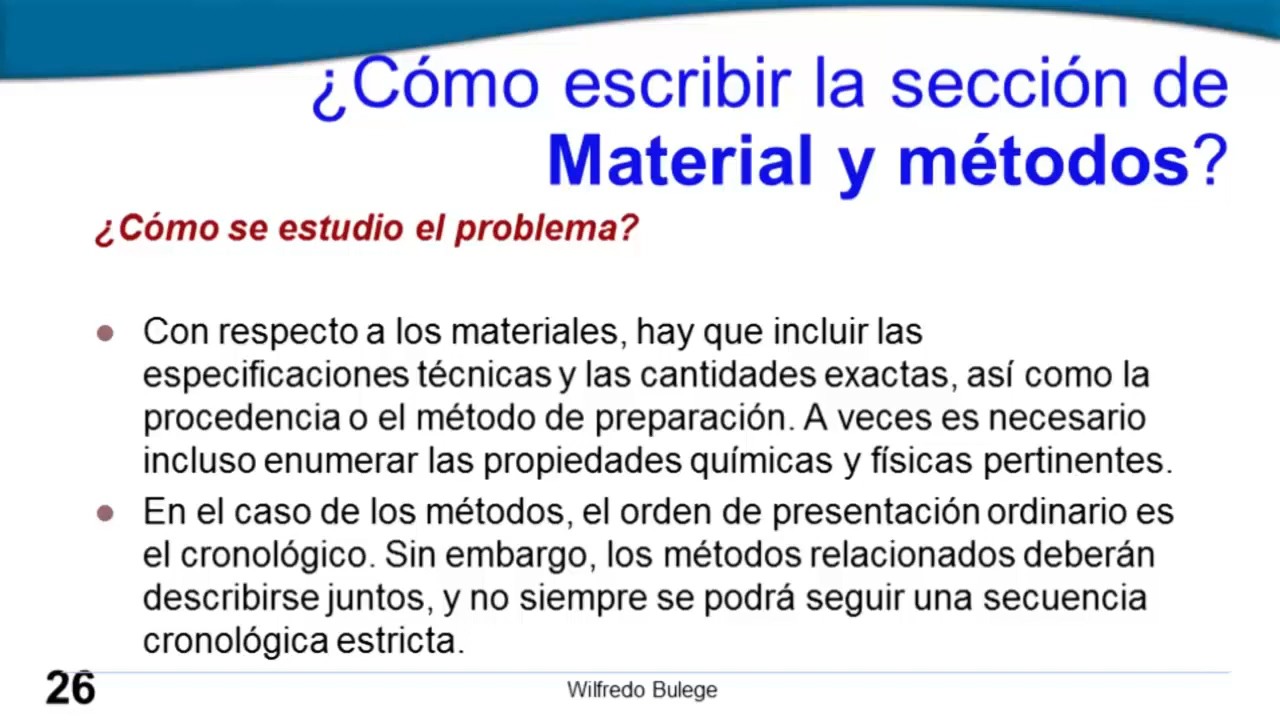 ¿Cómo escribir la sección de
Material y métodos?
¿Cómo se estudio el problema?
● Con respecto a los materiales, hay que incluir las
especificaciones técnicas y las cantidades exactas, así como la
procedencia o el método de preparación. A veces es necesario
incluso enumerar las propiedades químicas y físicas pertinentes.
● En el caso de los métodos, el orden de presentación ordinario es
el cronológico. Sin embargo, los métodos relacionados deberán
describirse juntos, y no siempre se podrá seguir una secuencia
cronológica estricta.
26
Wilfredo Bulege